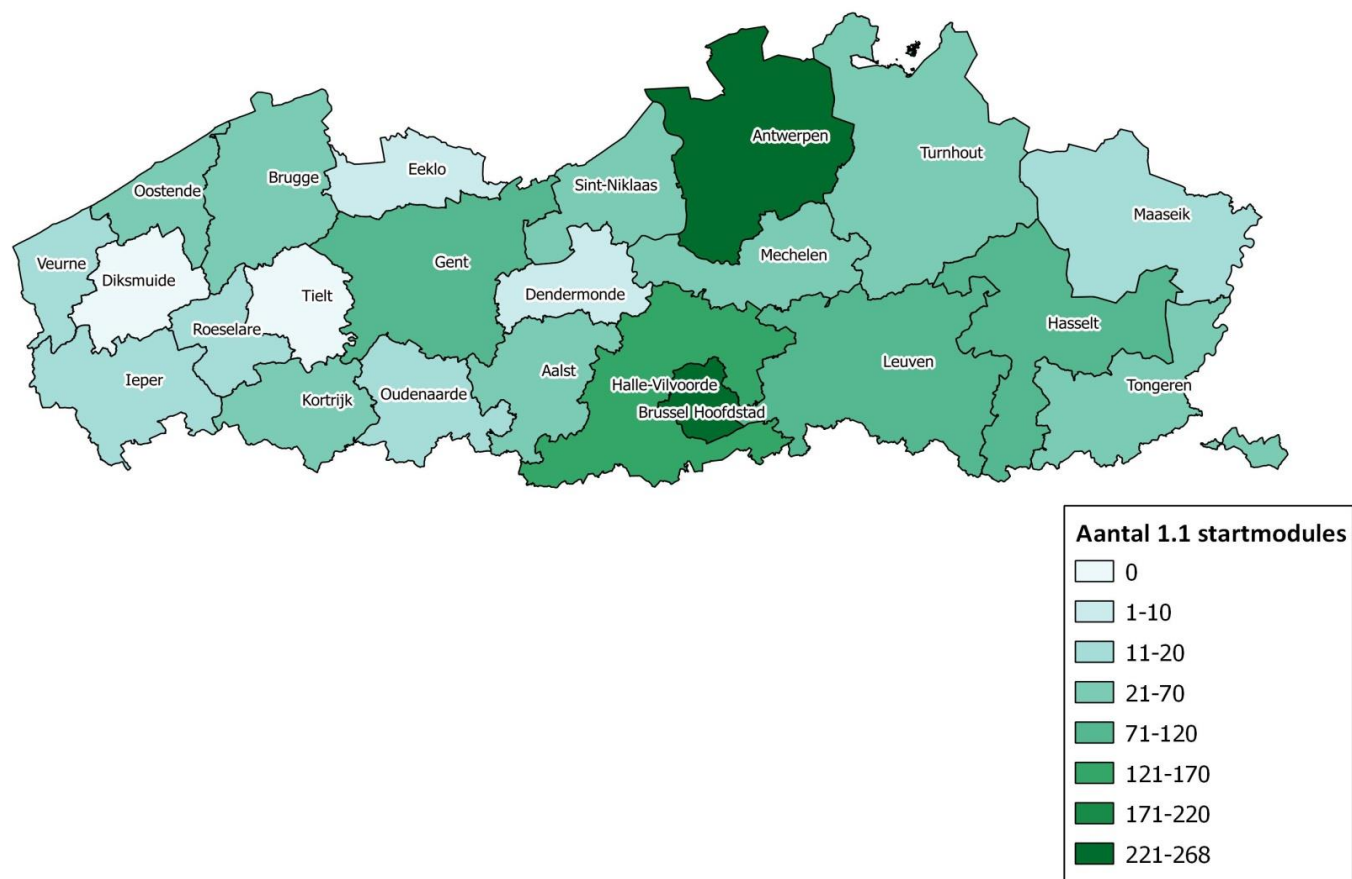 Antwerpen
Turnhout
Eeklo
Brugge
Sint-Niklaas
Oostende
Maaseik
Mechelen
Veurne
Gent
Diksmuide
Tielt
Dendermonde
Hasselt
Roeselare
Leuven
Ieper
Aalst
Halle-Vilvoorde
Tongeren
Kortrijk
Oudenaarde
Brussel Hoofdstad
Aantal 1.1 startmodules
0
1-10
11-20
21-70
71-120
121-170
171-220
221-268